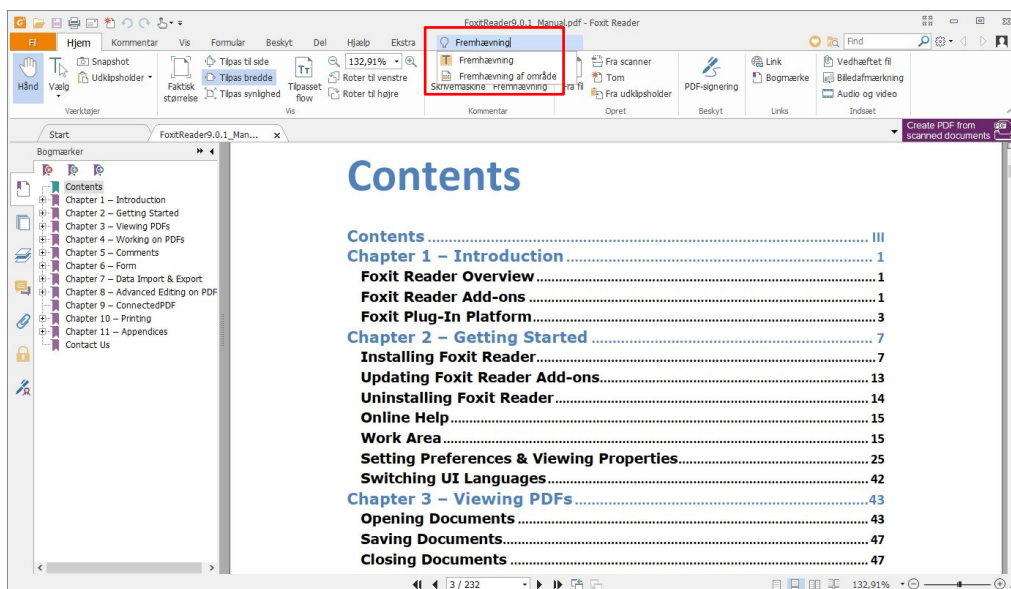 FoxitReader9.0.1_Manual.pdf - Foxit Reader
Fi Hjem Kommentar Vis Formular Beskyt Del Hjælp Ekstra Fremhævning Find
Snapshot
Udklipsholder
Hånd Vælg
Værktøjer
Faktisk størrelse
Tilpas til side
Tilpas bredde
Tilpas synlighed
Tilpasset flow
132,91%
Roter til venstre
Roter til højre
Vis
Fremhævning
Fremhævning af område
Skrivemaskine Fremhævning
Kommentar
Fra fil
Fra scanner
Tom
Fra udklipsholder
Opret
PDF-signering
Beskyt
Link
Bogmærke
Links
Vedhæftet fil
Billedafmærkning
Audio og video
Indsæt
Start FoxitReader9.0.1_Man... x
Create PDF from
scanned documents
Bogmærker
Contents
Chapter 1 – Introduction
Chapter 2 – Getting Started
Chapter 3 – Viewing PDFs
Chapter 4 – Working on PDFs
Chapter 5 – Comments
Chapter 6 – Form
Chapter 7 – Data Import & Export
Chapter 8 – Advanced Editing on PDF
Chapter 9 – ConnectedPDF
Chapter 10 – Printing
Chapter 11 – Appendices
Contact Us
Contents
Contents ........ III
Chapter 1 – Introduction ........ 1
Foxit Reader Overview ........ 1
Foxit Reader Add-ons ........ 1
Foxit Plug-In Platform ........ 3
Chapter 2 – Getting Started ........ 7
Installing Foxit Reader ........ 7
Updating Foxit Reader Add-ons ........ 13
Uninstalling Foxit Reader ........ 14
Online Help ........ 15
Work Area ........ 15
Setting Preferences & Viewing Properties ........ 25
Switching UI Languages ........ 42
Chapter 3 – Viewing PDFs ........ 43
Opening Documents ........ 43
Saving Documents ........ 47
Closing Documents ........ 47
3 / 232
132,91%